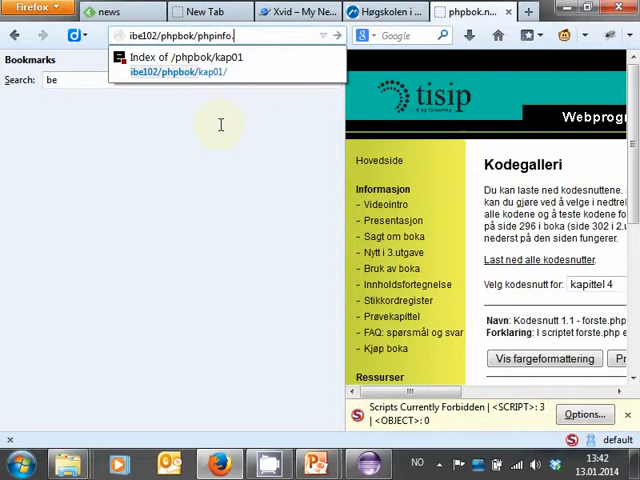 Firefox
news
New Tab
Xvid – My Ne...
Høgskolen i ...
phpbok.n...
ibe102/phpbok/phpinfo.
Google
Index of /phpbok/kap01
ibe102/phpbok/kap01/
Bookmarks
Search: be
tisip
Webprogr
Hovedside
Informasjon
– Videointro
– Presentasjon
– Sagt om boka
– Nytt i 3.utgave
– Bruk av boka
– Innholdsfortegnelse
– Stikkordregister
– Prøvekapittel
– FAQ: spørsmål og svar
– Kjøp boka
Ressurser
Kodegalleri
Du kan laste ned kodesnuttene.
kan du gjøre ved å velge i nedtrel
alle kodene og å teste kodene fo
på side 296 i boka (side 302 i 2.u
nederst på den siden fungerer.
Last ned alle kodesnutter.
Velg kodesnutt for: kapittel 4
Navn: Kodesnutt 1.1 - forste.php
Forklaring: I scriptet forste.php e
Vis fargeformattering
Pr
Scripts Currently Forbidden | <SCRIPT>: 3
| <OBJECT>: 0
Options...
default
NO
13:42
13.01.2014